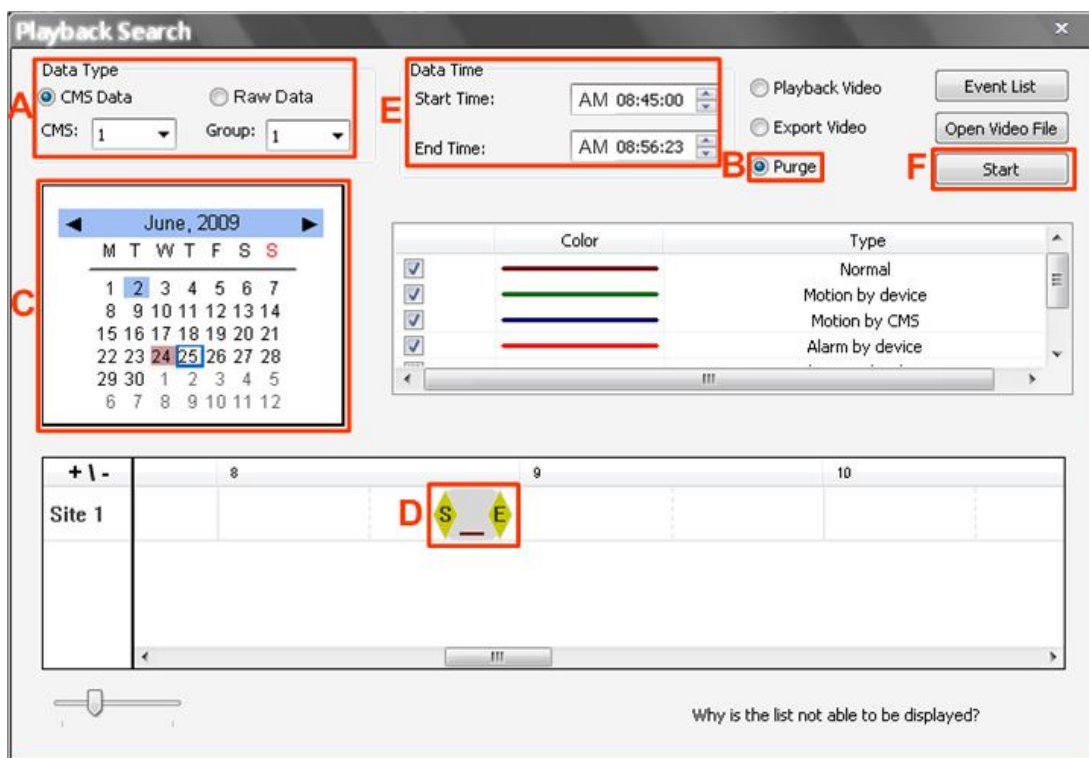 Playback Search
x
A
Data Type
CMS Data Raw Data
CMS: 1 Group: 1
E
Data Time
Start Time: AM 08:45:00
End Time: AM 08:56:23
Playback Video
Export Video
B Purge
Event List
Open Video File
F Start
C
June, 2009
M T W T F S S
1 2 3 4 5 6 7
8 9 10 11 12 13 14
15 16 17 18 19 20 21
22 23 24 25 26 27 28
29 30 1 2 3 4 5
6 7 8 9 10 11 12
Color Type
Normal
Motion by device
Motion by CMS
Alarm by device
+ \ - 8 9 10
Site 1 D S E
Why is the list not able to be displayed?